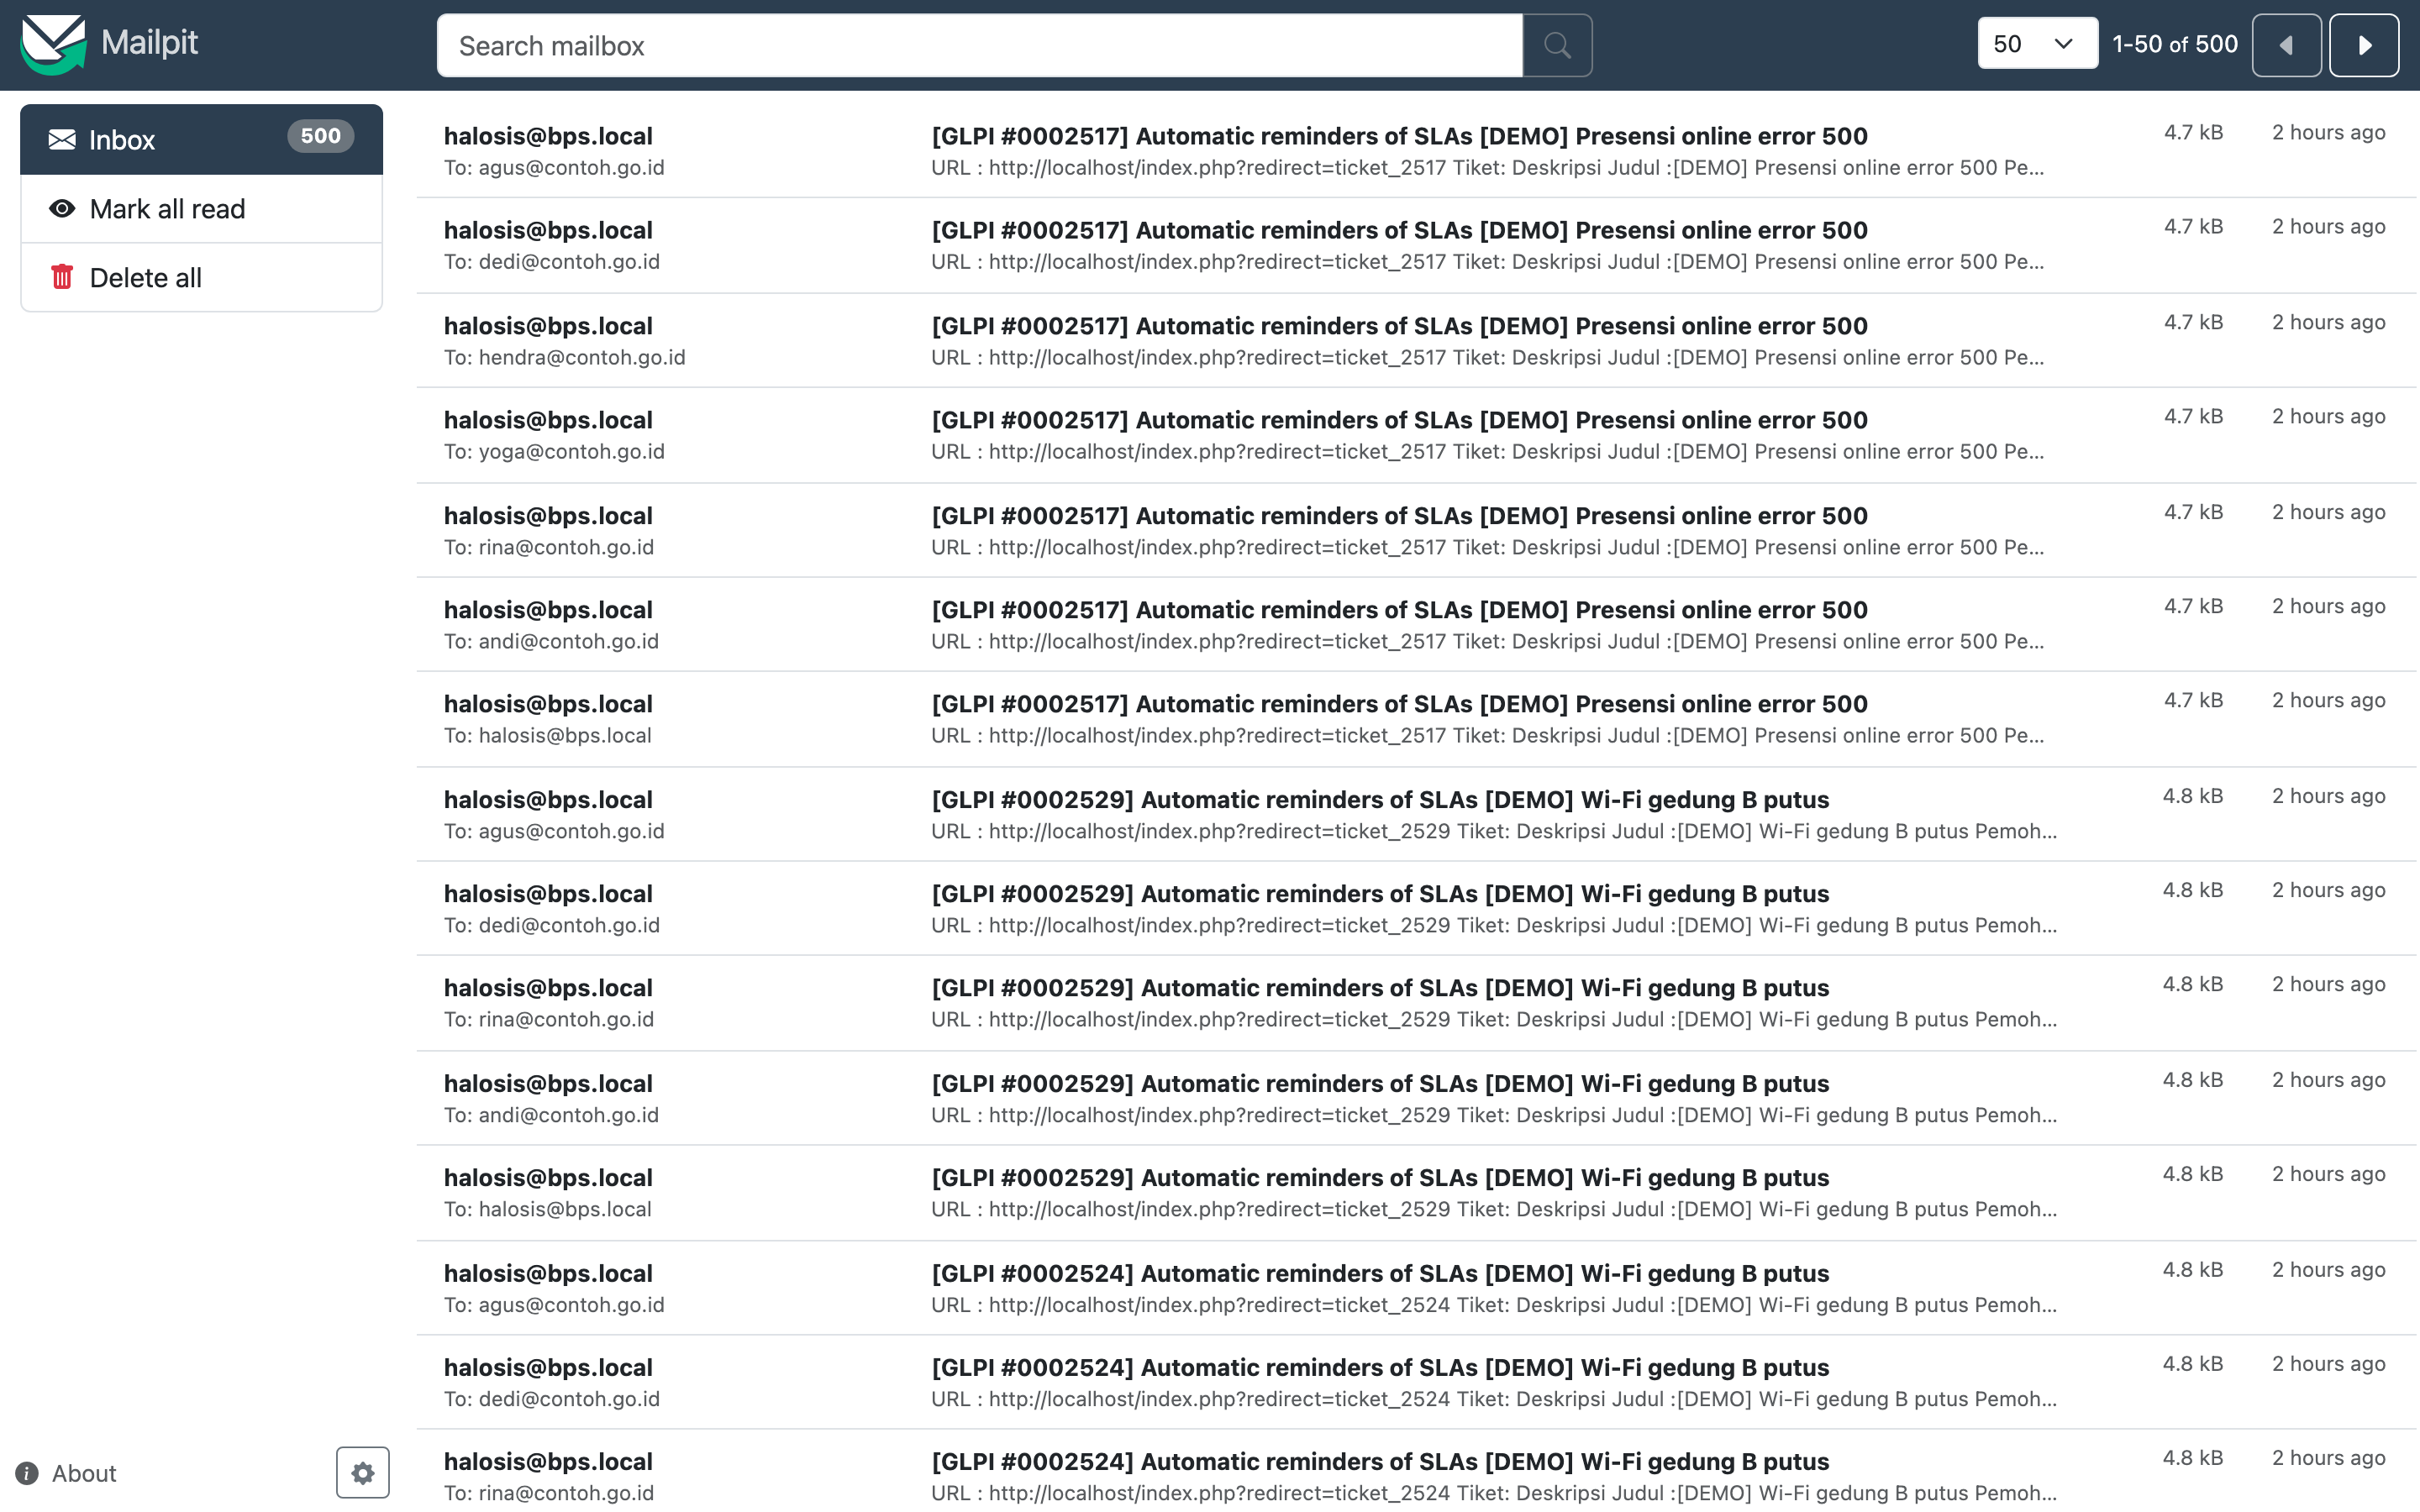 Mailpit
Search mailbox
50
1-50 of 500
Inbox 500
Mark all read
Delete all
halosis@bps.local [GLPI #0002517] Automatic reminders of SLAs [DEMO] Presensi online error 500 4.7 kB 2 hours ago
To: agus@contoh.go.id URL : http://localhost/index.php?redirect=ticket_2517 Tiket: Deskripsi Judul :[DEMO] Presensi online error 500 Pe...
halosis@bps.local [GLPI #0002517] Automatic reminders of SLAs [DEMO] Presensi online error 500 4.7 kB 2 hours ago
To: dedi@contoh.go.id URL : http://localhost/index.php?redirect=ticket_2517 Tiket: Deskripsi Judul :[DEMO] Presensi online error 500 Pe...
halosis@bps.local [GLPI #0002517] Automatic reminders of SLAs [DEMO] Presensi online error 500 4.7 kB 2 hours ago
To: hendra@contoh.go.id URL : http://localhost/index.php?redirect=ticket_2517 Tiket: Deskripsi Judul :[DEMO] Presensi online error 500 Pe...
halosis@bps.local [GLPI #0002517] Automatic reminders of SLAs [DEMO] Presensi online error 500 4.7 kB 2 hours ago
To: yoga@contoh.go.id URL : http://localhost/index.php?redirect=ticket_2517 Tiket: Deskripsi Judul :[DEMO] Presensi online error 500 Pe...
halosis@bps.local [GLPI #0002517] Automatic reminders of SLAs [DEMO] Presensi online error 500 4.7 kB 2 hours ago
To: rina@contoh.go.id URL : http://localhost/index.php?redirect=ticket_2517 Tiket: Deskripsi Judul :[DEMO] Presensi online error 500 Pe...
halosis@bps.local [GLPI #0002517] Automatic reminders of SLAs [DEMO] Presensi online error 500 4.7 kB 2 hours ago
To: andi@contoh.go.id URL : http://localhost/index.php?redirect=ticket_2517 Tiket: Deskripsi Judul :[DEMO] Presensi online error 500 Pe...
halosis@bps.local [GLPI #0002517] Automatic reminders of SLAs [DEMO] Presensi online error 500 4.7 kB 2 hours ago
To: halosis@bps.local URL : http://localhost/index.php?redirect=ticket_2517 Tiket: Deskripsi Judul :[DEMO] Presensi online error 500 Pe...
halosis@bps.local [GLPI #0002529] Automatic reminders of SLAs [DEMO] Wi-Fi gedung B putus 4.8 kB 2 hours ago
To: agus@contoh.go.id URL : http://localhost/index.php?redirect=ticket_2529 Tiket: Deskripsi Judul :[DEMO] Wi-Fi gedung B putus Pemoh...
halosis@bps.local [GLPI #0002529] Automatic reminders of SLAs [DEMO] Wi-Fi gedung B putus 4.8 kB 2 hours ago
To: dedi@contoh.go.id URL : http://localhost/index.php?redirect=ticket_2529 Tiket: Deskripsi Judul :[DEMO] Wi-Fi gedung B putus Pemoh...
halosis@bps.local [GLPI #0002529] Automatic reminders of SLAs [DEMO] Wi-Fi gedung B putus 4.8 kB 2 hours ago
To: rina@contoh.go.id URL : http://localhost/index.php?redirect=ticket_2529 Tiket: Deskripsi Judul :[DEMO] Wi-Fi gedung B putus Pemoh...
halosis@bps.local [GLPI #0002529] Automatic reminders of SLAs [DEMO] Wi-Fi gedung B putus 4.8 kB 2 hours ago
To: andi@contoh.go.id URL : http://localhost/index.php?redirect=ticket_2529 Tiket: Deskripsi Judul :[DEMO] Wi-Fi gedung B putus Pemoh...
halosis@bps.local [GLPI #0002529] Automatic reminders of SLAs [DEMO] Wi-Fi gedung B putus 4.8 kB 2 hours ago
To: halosis@bps.local URL : http://localhost/index.php?redirect=ticket_2529 Tiket: Deskripsi Judul :[DEMO] Wi-Fi gedung B putus Pemoh...
halosis@bps.local [GLPI #0002524] Automatic reminders of SLAs [DEMO] Wi-Fi gedung B putus 4.8 kB 2 hours ago
To: agus@contoh.go.id URL : http://localhost/index.php?redirect=ticket_2524 Tiket: Deskripsi Judul :[DEMO] Wi-Fi gedung B putus Pemoh...
halosis@bps.local [GLPI #0002524] Automatic reminders of SLAs [DEMO] Wi-Fi gedung B putus 4.8 kB 2 hours ago
To: dedi@contoh.go.id URL : http://localhost/index.php?redirect=ticket_2524 Tiket: Deskripsi Judul :[DEMO] Wi-Fi gedung B putus Pemoh...
halosis@bps.local [GLPI #0002524] Automatic reminders of SLAs [DEMO] Wi-Fi gedung B putus 4.8 kB 2 hours ago
To: rina@contoh.go.id URL : http://localhost/index.php?redirect=ticket_2524 Tiket: Deskripsi Judul :[DEMO] Wi-Fi gedung B putus Pemoh...
About